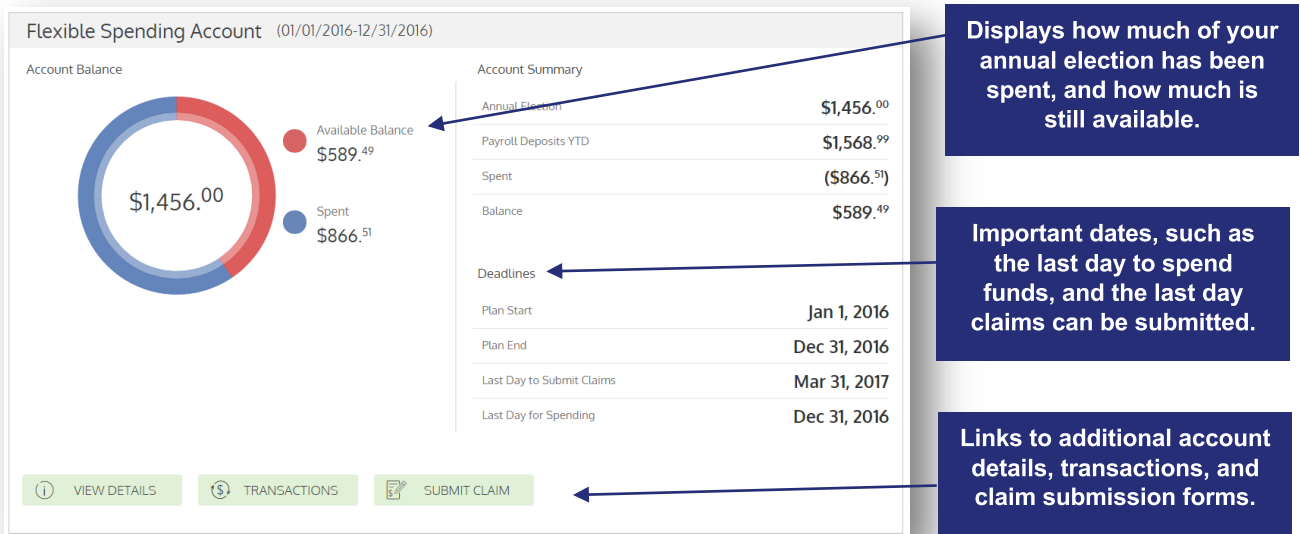 Flexible Spending Account (01/01/2016-12/31/2016)
Account Balance
$1,456.00
Available Balance
$589.49
Spent
$866.51
Account Summary
Annual Election $1,456.00
Payroll Deposits YTD $1,568.99
Spent ($866.51)
Balance $589.49
Deadlines
Plan Start Jan 1, 2016
Plan End Dec 31, 2016
Last Day to Submit Claims Mar 31, 2017
Last Day for Spending Dec 31, 2016
VIEW DETAILS TRANSACTIONS SUBMIT CLAIM
Displays how much of your
annual election has been
spent, and how much is
still available.
Important dates, such as
the last day to spend
funds, and the last day
claims can be submitted.
Links to additional account
details, transactions, and
claim submission forms.